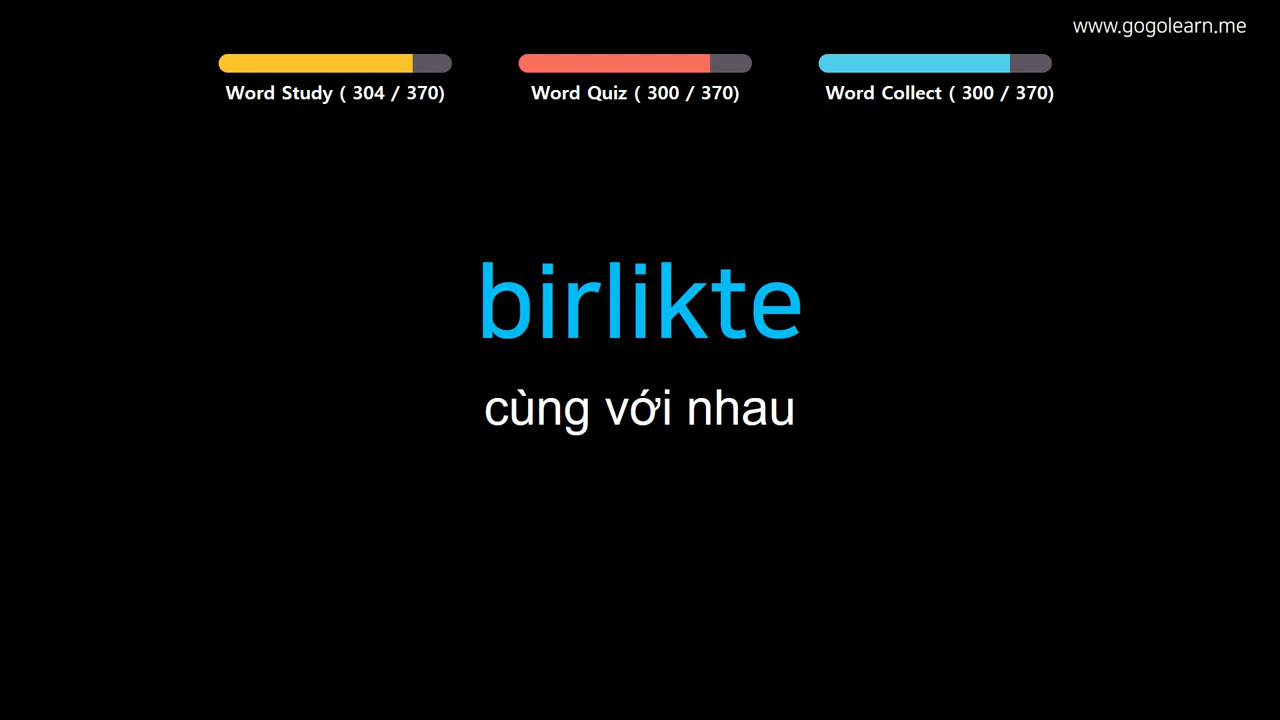 www.gogolearn.me
Word Study ( 304 / 370)
Word Quiz ( 300 / 370)
Word Collect ( 300 / 370)
birlikte
cùng với nhau